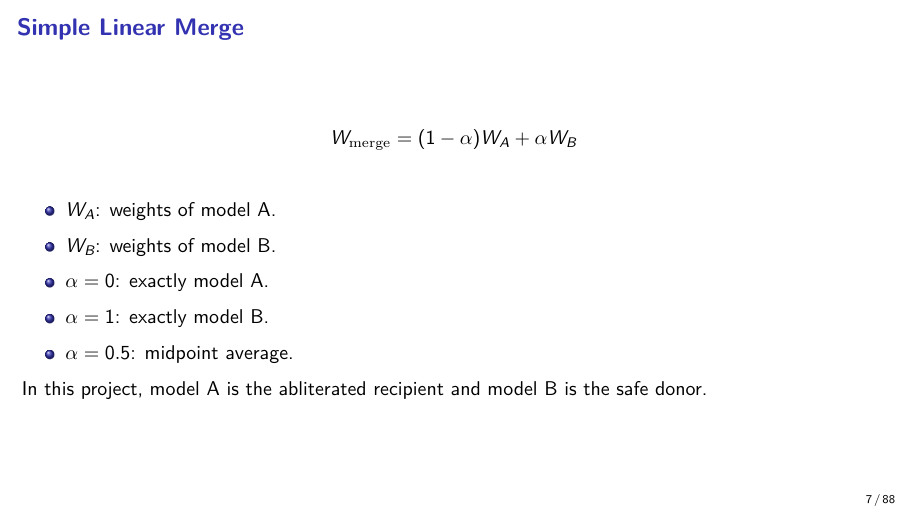 Simple Linear Merge
W_merge = (1 − α)W_A + αW_B
W_A: weights of model A.
W_B: weights of model B.
α = 0: exactly model A.
α = 1: exactly model B.
α = 0.5: midpoint average.
In this project, model A is the abliterated recipient and model B is the safe donor.
7 / 88